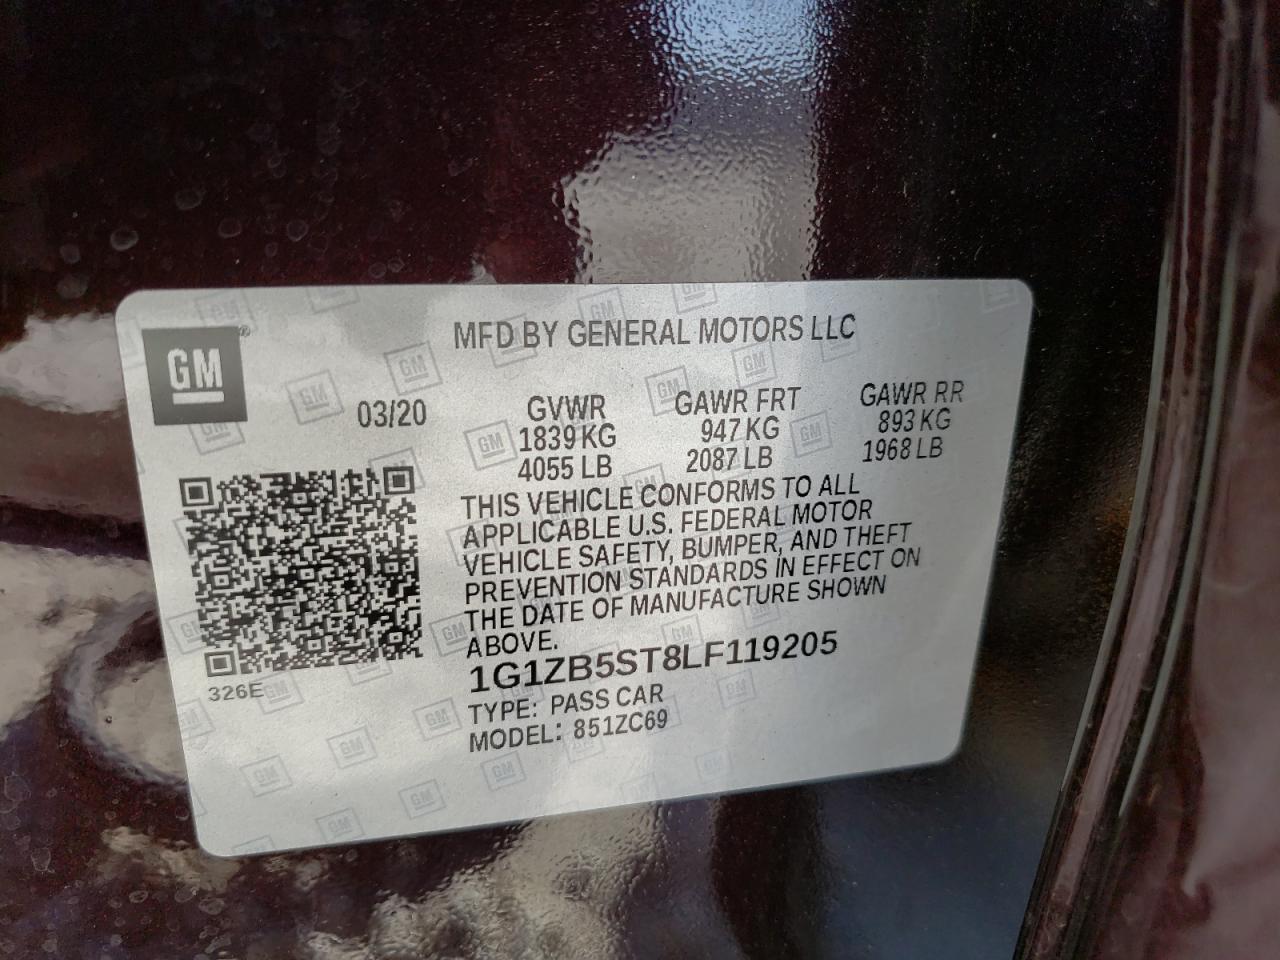 GM®
MFD BY GENERAL MOTORS LLC
03/20
GVWR GAWR FRT GAWR RR
1839 KG 947 KG 893 KG
4055 LB 2087 LB 1968 LB
THIS VEHICLE CONFORMS TO ALL
APPLICABLE U.S. FEDERAL MOTOR
VEHICLE SAFETY, BUMPER, AND THEFT
PREVENTION STANDARDS IN EFFECT ON
THE DATE OF MANUFACTURE SHOWN
ABOVE.
1G1ZB5ST8LF119205
326E
TYPE: PASS CAR
MODEL: 851ZC69